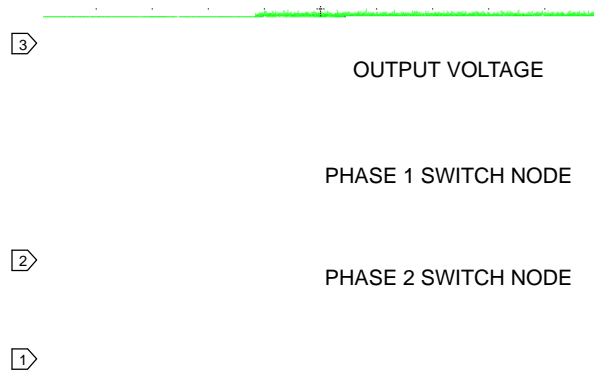 3
OUTPUT VOLTAGE
PHASE 1 SWITCH NODE
2
PHASE 2 SWITCH NODE
1